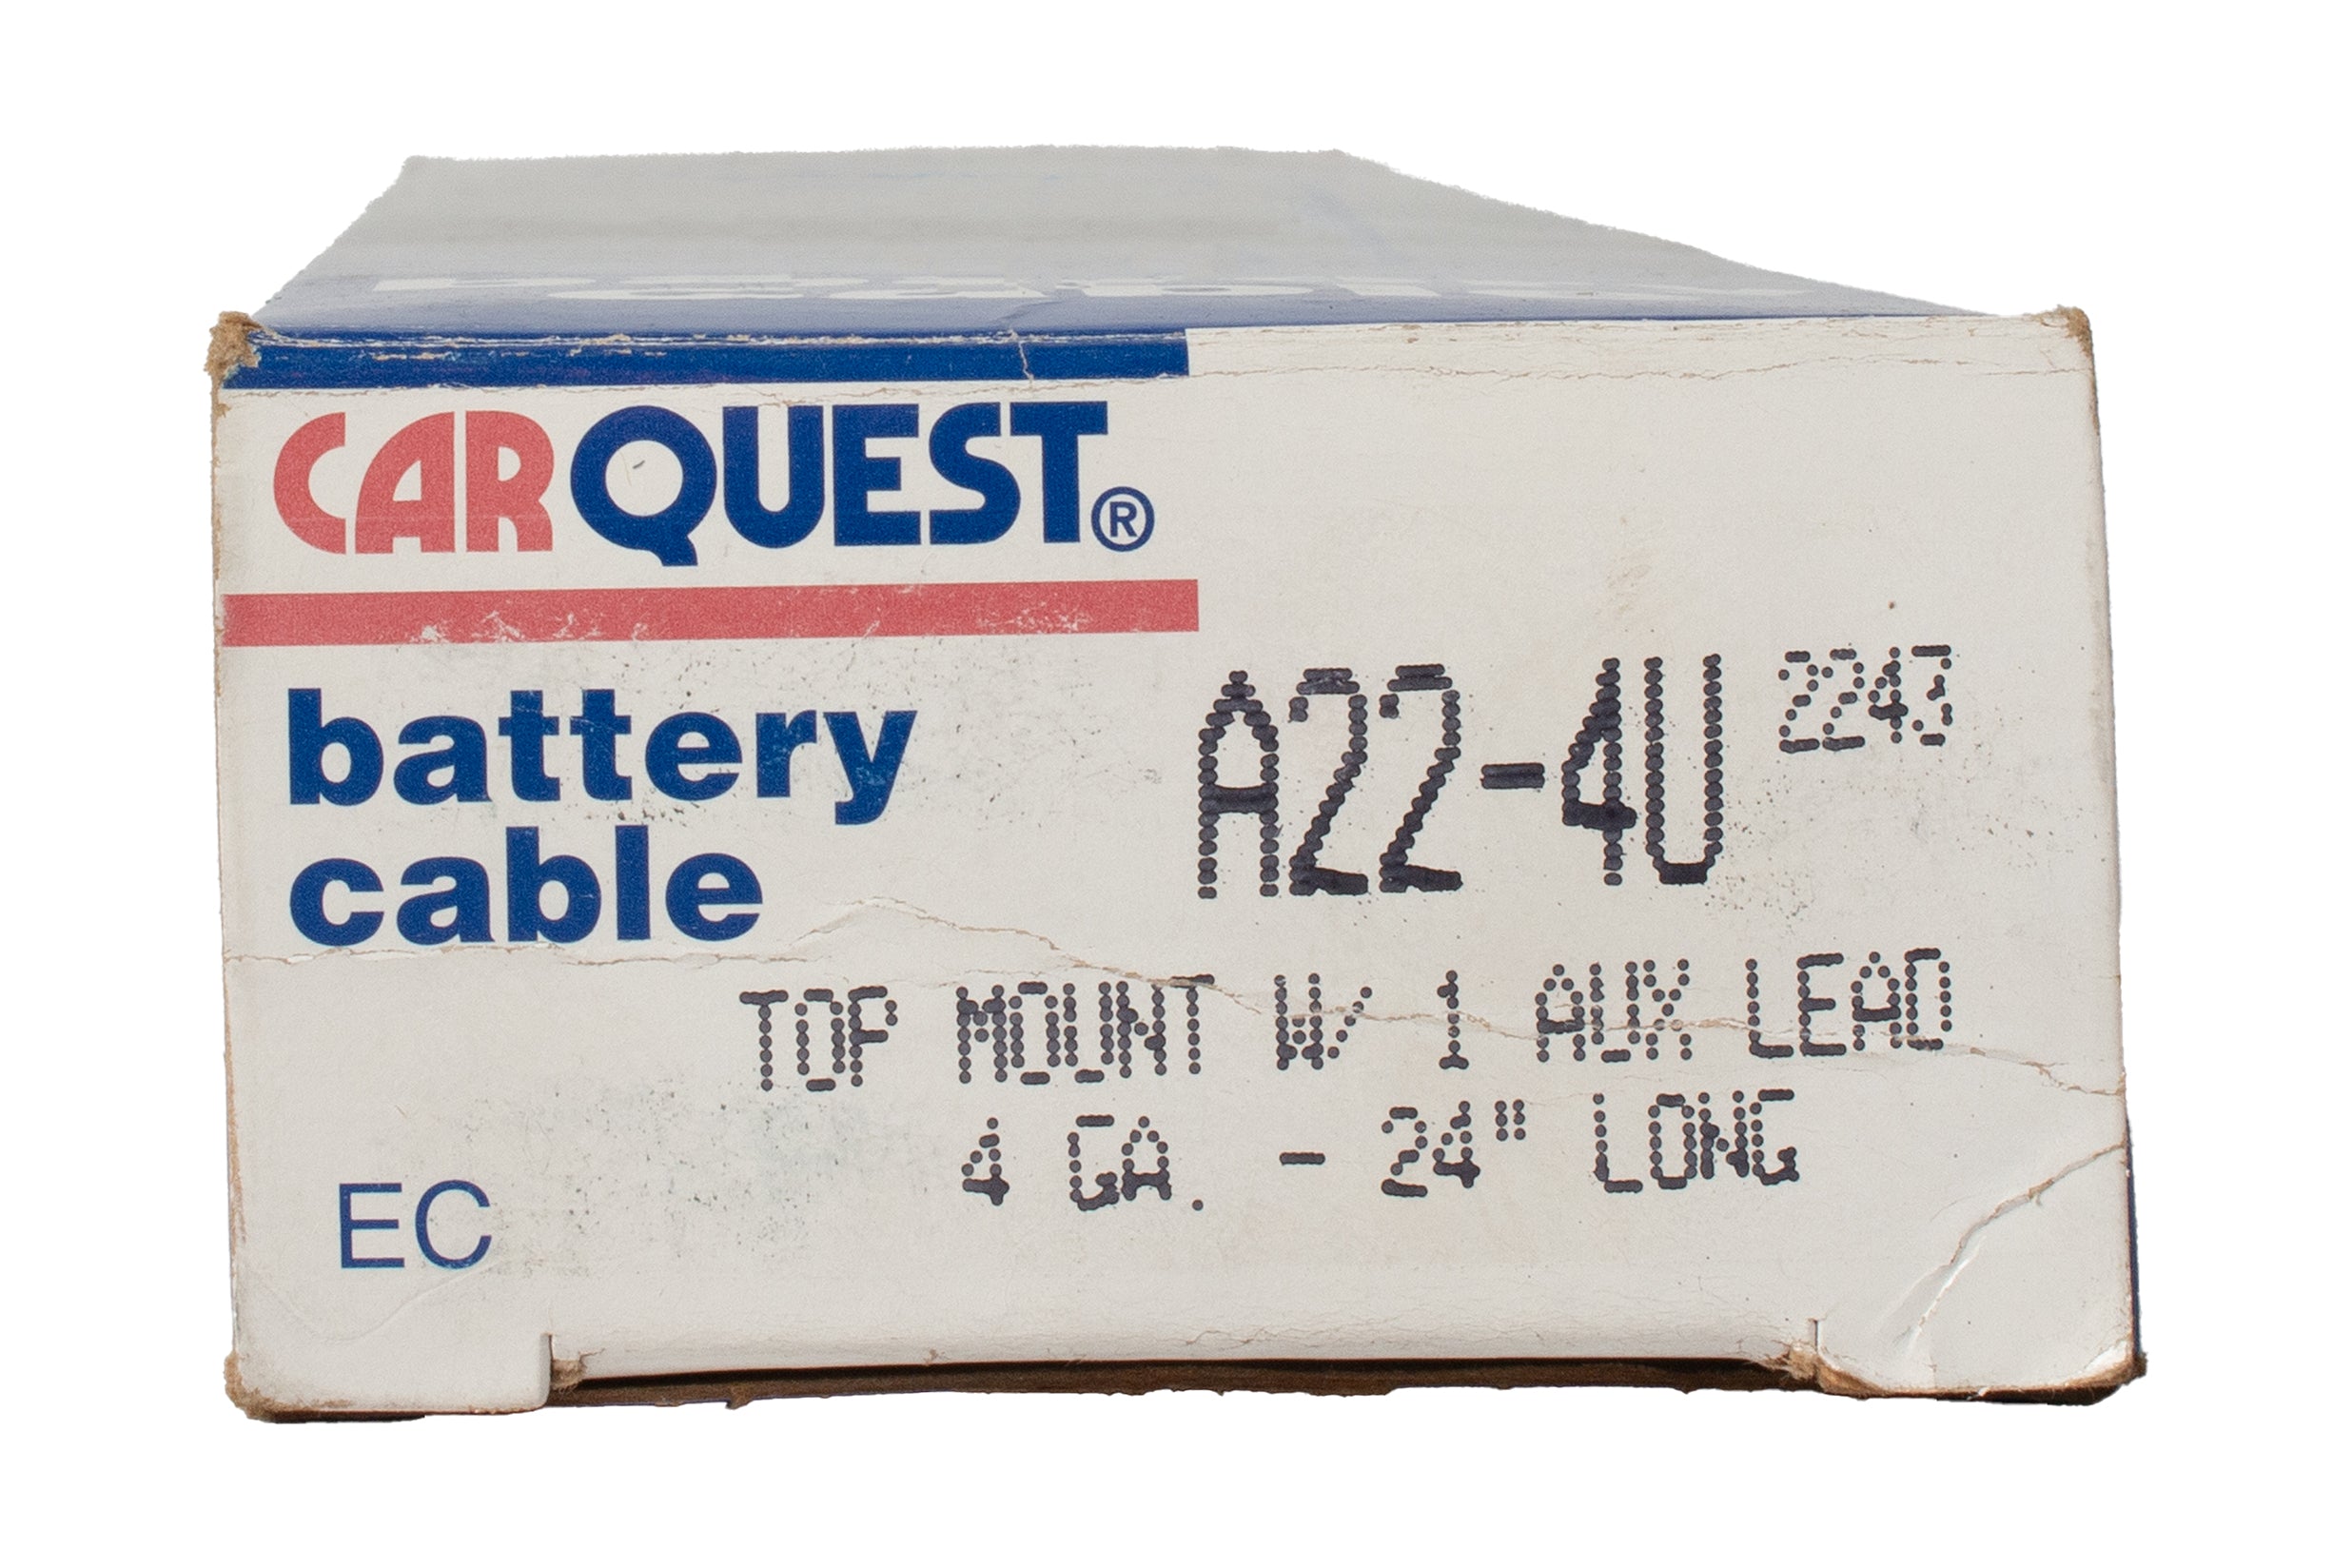 CARQUEST®
battery
cable
A22-4U 2243
TOP MOUNT W/ 1 AUX LEAD
4 GA. - 24" LONG
EC